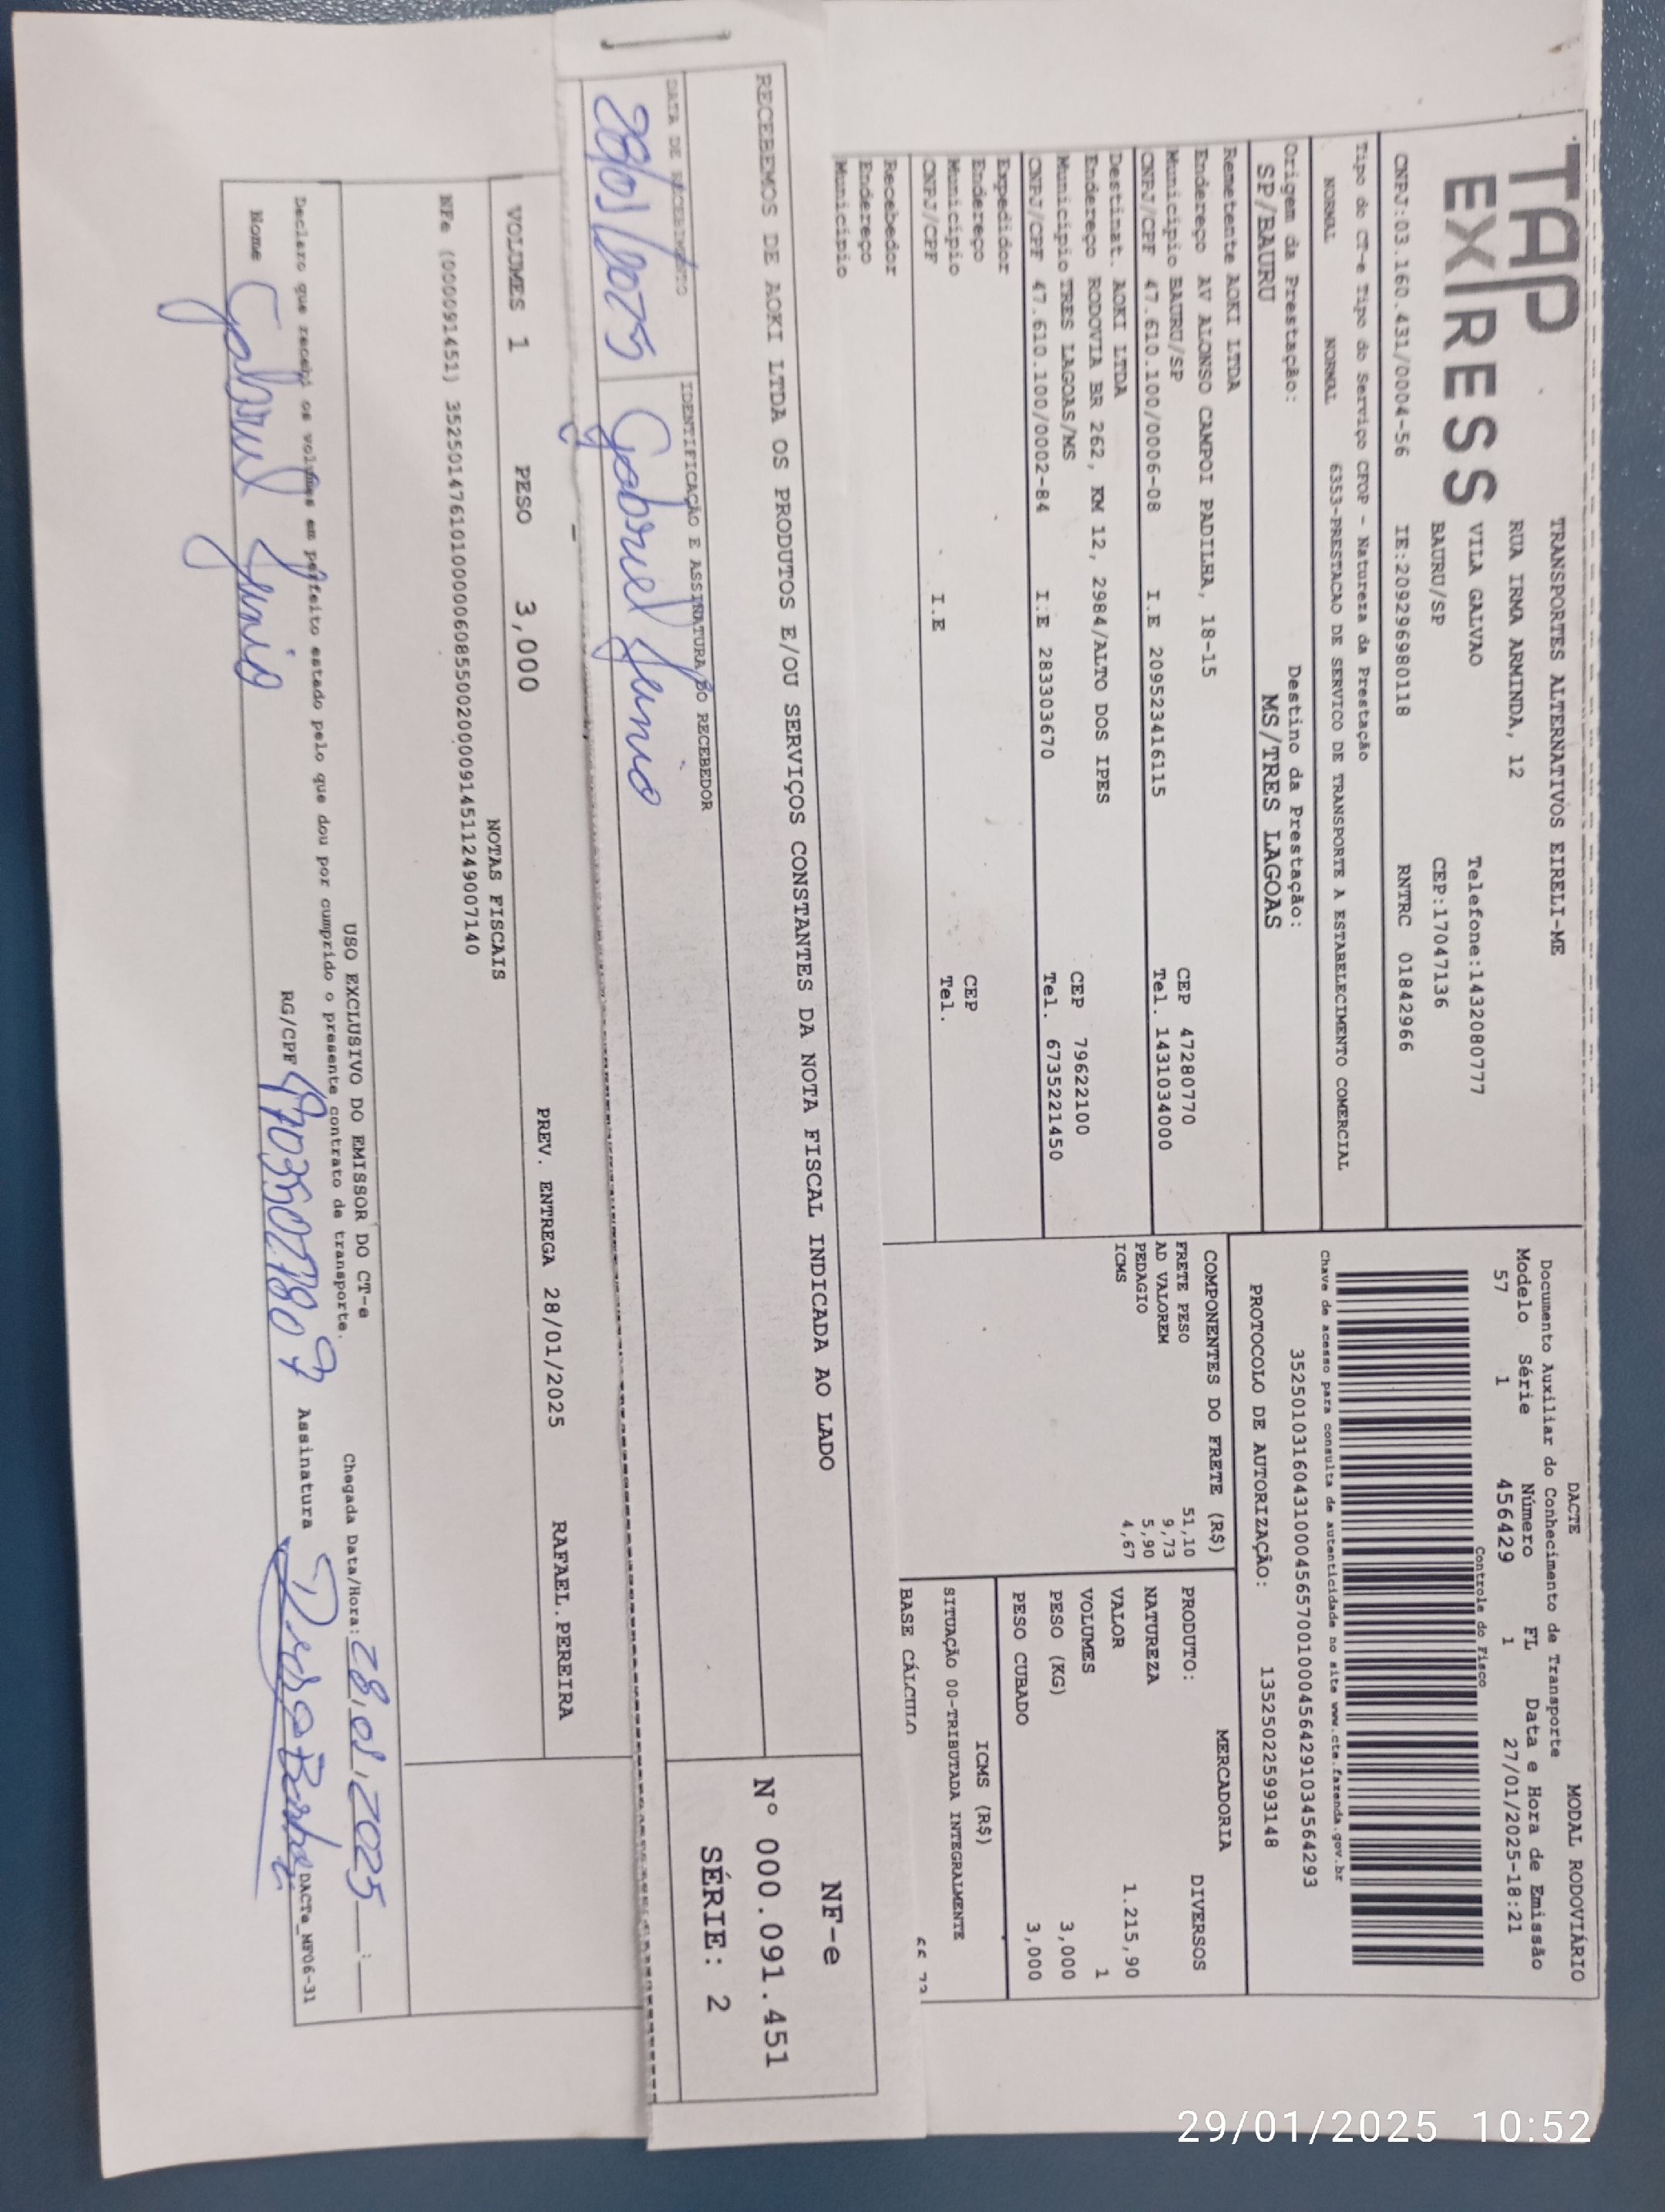 TAP
EXPRESS
TRANSPORTES ALTERNATIVOS EIRELI-ME
RUA IRMA ARMINDA, 12
VILA GALVAO Telefone:1432080777
BAURU/SP CEP:17047136
CNPJ:03.160.431/0004-56 IE:209296980118 RNTRC 01842966
Tipo do CT-e Tipo do Serviço CFOP - Natureza da Prestação
NORMAL NORMAL 6353-PRESTACAO DE SERVICO DE TRANSPORTE A ESTABELECIMENTO COMERCIAL
Origem da Prestação: Destino da Prestação:
SP/BAURU MS/TRES LAGOAS
Remetente AOKI LTDA
Endereço AV ALONSO CAMPOI PADILHA, 18-15
Município BAURU/SP CEP 47280770
CNPJ/CPF 47.610.100/0006-08 I.E 209523416115 Tel. 1431034000
Destinat. AOKI LTDA
Endereço RODOVIA BR 262, KM 12, 2984/ALTO DOS IPES
Município TRES LAGOAS/MS CEP 79622100
CNPJ/CPF 47.610.100/0002-84 I.E 283303670 Tel. 6735221450
Expedidor
Endereço
Município CEP
CNPJ/CPF I.E Tel.
Recebedor
Endereço
Município
DACTE MODAL RODOVIÁRIO
Documento Auxiliar do Conhecimento de Transporte
Modelo Série Número FL Data e Hora de Emissão
57 1 456429 1 27/01/2025-18:21
Controle do Fisco
Chave de acesso para consulta de autenticidade no site www.cte.fazenda.gov.br
35250103160431000456570010004564291034564293
PROTOCOLO DE AUTORIZAÇÃO: 135250225993148
COMPONENTES DO FRETE (R$)
FRETE PESO 51,10
AD VALOREM 9,73
PEDAGIO 5,90
ICMS 4,67
MERCADORIA
PRODUTO: DIVERSOS
NATUREZA
VALOR 1.215,90
VOLUMES 1
PESO (KG) 3,000
PESO CUBADO 3,000
ICMS (R$)
SITUAÇÃO 00-TRIBUTADA INTEGRALMENTE
BASE CÁLCULO
RECEBEMOS DE AOKI LTDA OS PRODUTOS E/OU SERVIÇOS CONSTANTES DA NOTA FISCAL INDICADA AO LADO
NF-e
Nº 000.091.451
SÉRIE: 2
DATA DE RECEBIMENTO IDENTIFICAÇÃO E ASSINATURA DO RECEBEDOR
28/01/2025 Gabriel Junio
VOLUMES 1 PESO 3,000 PREV. ENTREGA 28/01/2025 RAFAEL.PEREIRA
NOTAS FISCAIS
NFe (000091451) 35250147610100000608550020000914511249007140
USO EXCLUSIVO DO EMISSOR DO CT-e
Chegada Data/Hora: 28/01/2025 __:__
Declaro que recebi os volumes em perfeito estado pelo que dou por cumprido o presente contrato de transporte.
Nome Gabriel Junio RG/CPF Assinatura
DACTe_MF06-31
29/01/2025 10:52